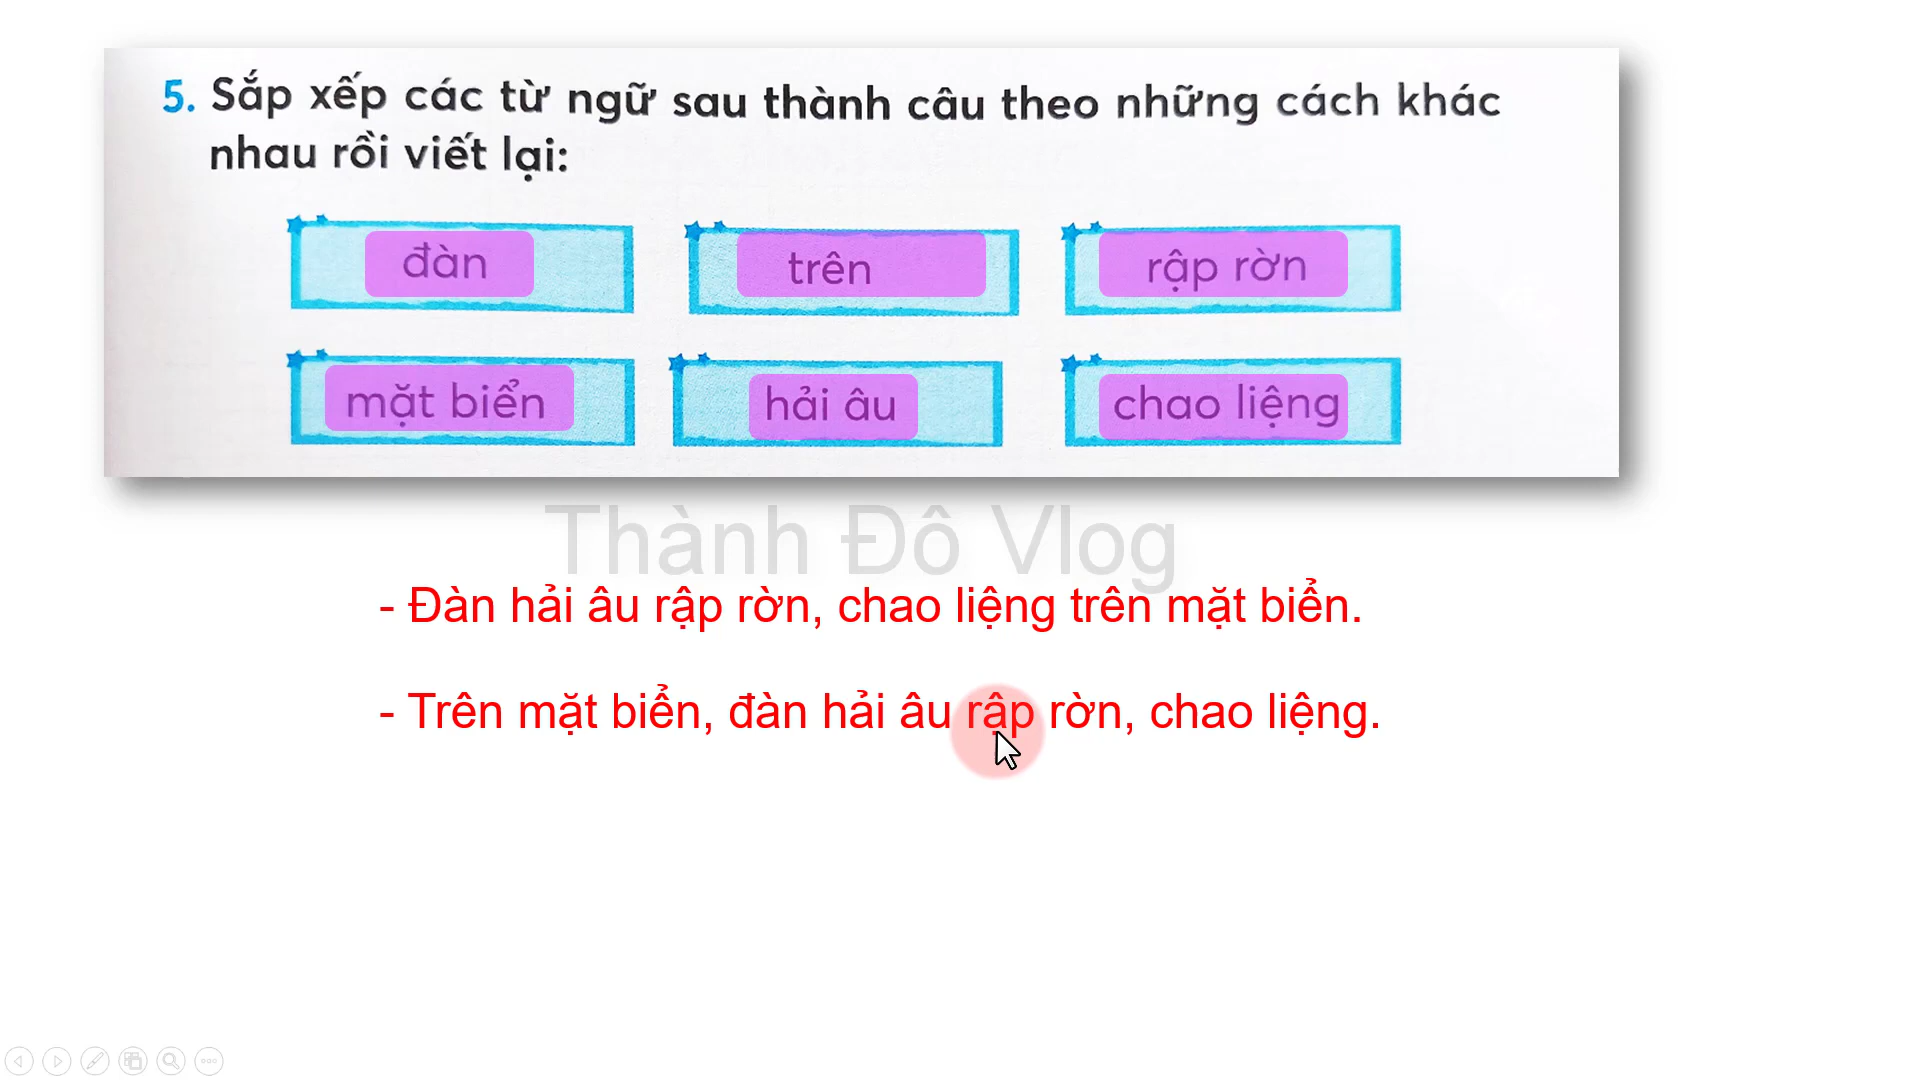 5. Sắp xếp các từ ngữ sau thành câu theo những cách khác
nhau rồi viết lại:
đàn
trên
rập rờn
mặt biển
hải âu
chao liệng
Thành Đô Vlog
- Đàn hải âu rập rờn, chao liệng trên mặt biển.
- Trên mặt biển, đàn hải âu rập rờn, chao liệng.